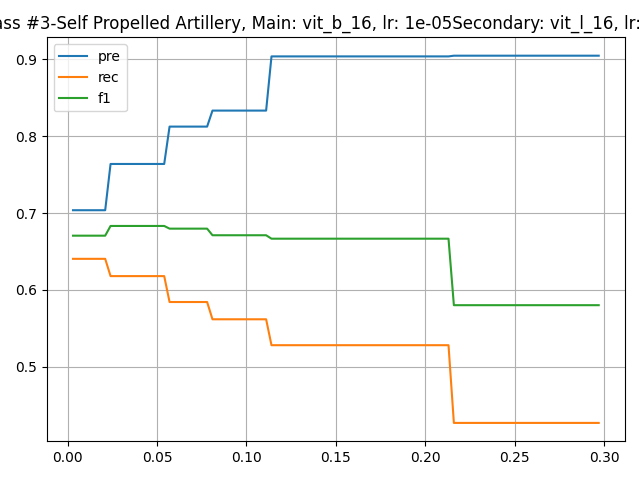 ass #3-Self Propelled Artillery, Main: vit_b_16, lr: 1e-05Secondary: vit_l_16, lr:
pre
rec
f1
0.9
0.8
0.7
0.6
0.5
0.00 0.05 0.10 0.15 0.20 0.25 0.30